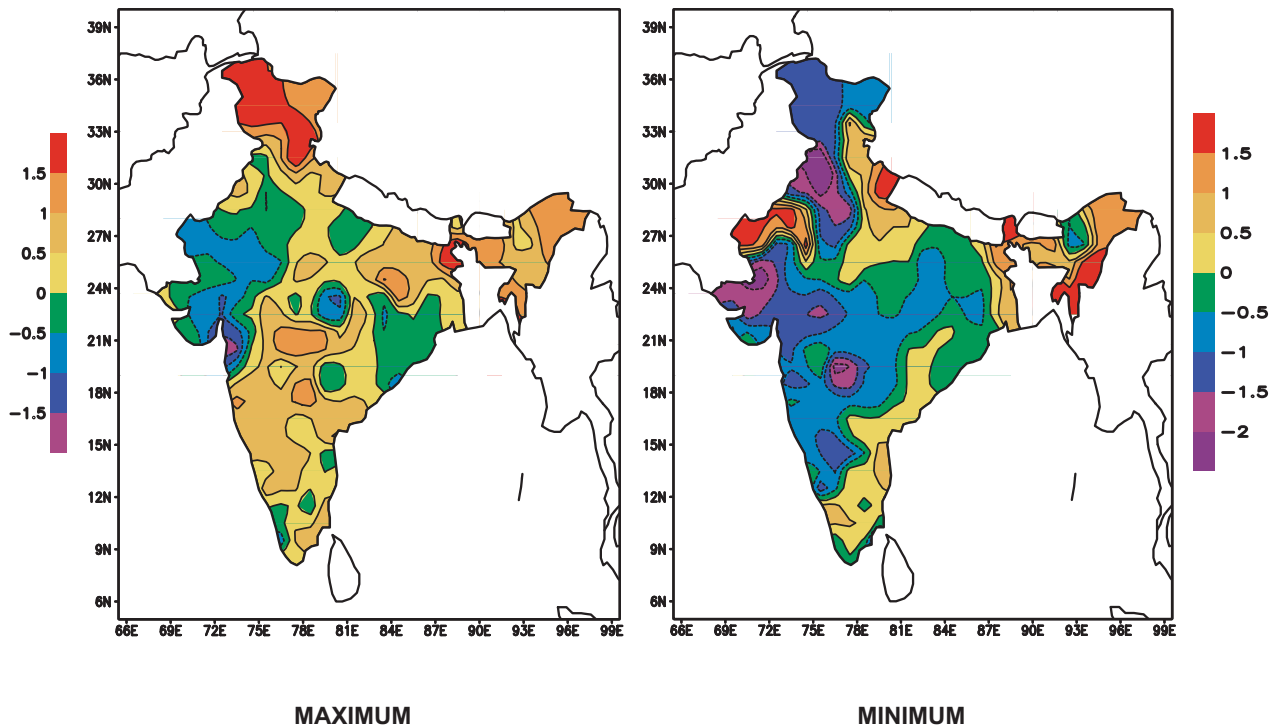 39N
36N
33N
30N
27N
24N
21N
18N
15N
12N
9N
6N
66E 69E 72E 75E 78E 81E 84E 87E 90E 93E 96E 99E
1.5
1
0.5
0
−0.5
−1
−1.5
MAXIMUM
39N
36N
33N
30N
27N
24N
21N
18N
15N
12N
9N
6N
66E 69E 72E 75E 78E 81E 84E 87E 90E 93E 96E 99E
1.5
1
0.5
0
−0.5
−1
−1.5
−2
MINIMUM